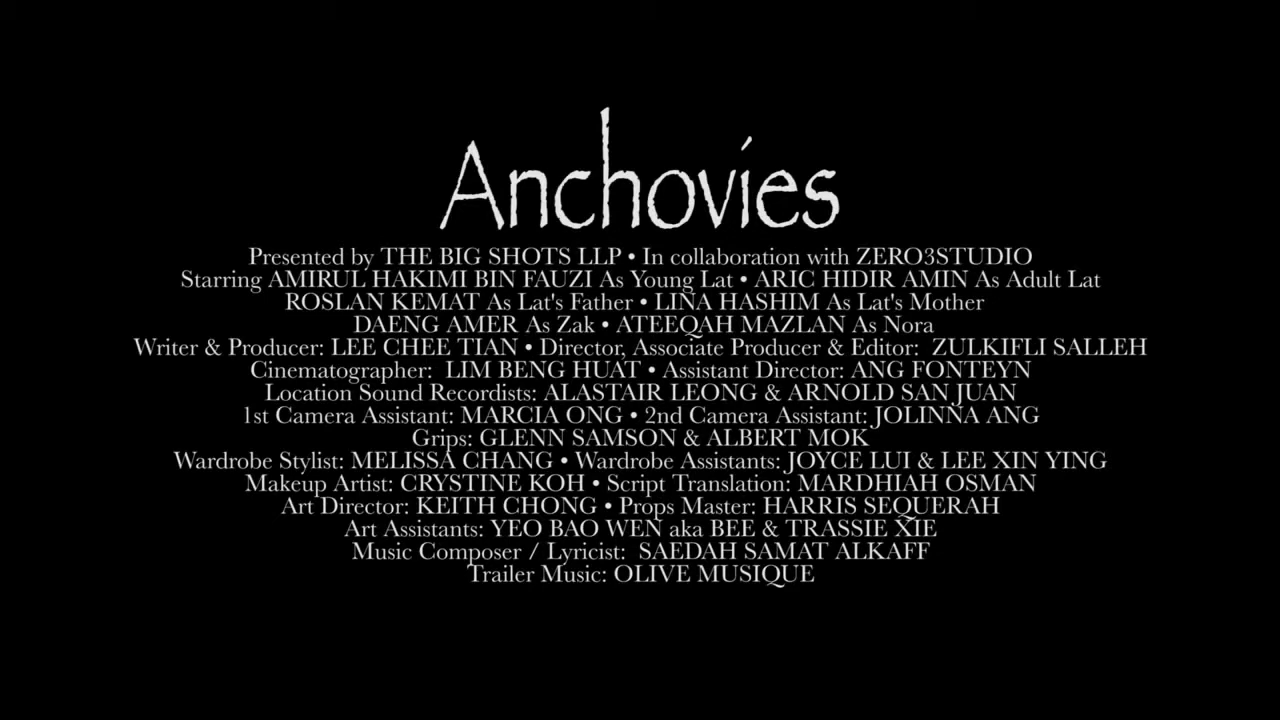 Anchovies
Presented by THE BIG SHOTS LLP • In collaboration with ZERO3STUDIO
Starring AMIRUL HAKIMI BIN FAUZI As Young Lat • ARIC HIDIR AMIN As Adult Lat
ROSLAN KEMAT As Lat's Father • LINA HASHIM As Lat's Mother
DAENG AMER As Zak • ATEEQAH MAZLAN As Nora
Writer & Producer: LEE CHEE TIAN • Director, Associate Producer & Editor: ZULKIFLI SALLEH
Cinematographer: LIM BENG HUAT • Assistant Director: ANG FONTEYN
Location Sound Recordists: ALASTAIR LEONG & ARNOLD SAN JUAN
1st Camera Assistant: MARCIA ONG • 2nd Camera Assistant: JOLINNA ANG
Grips: GLENN SAMSON & ALBERT MOK
Wardrobe Stylist: MELISSA CHANG • Wardrobe Assistants: JOYCE LUI & LEE XIN YING
Makeup Artist: CRYSTINE KOH • Script Translation: MARDHIAH OSMAN
Art Director: KEITH CHONG • Props Master: HARRIS SEQUERAH
Art Assistants: YEO BAO WEN aka BEE & TRASSIE XIE
Music Composer / Lyricist: SAEDAH SAMAT ALKAFF
Trailer Music: OLIVE MUSIQUE